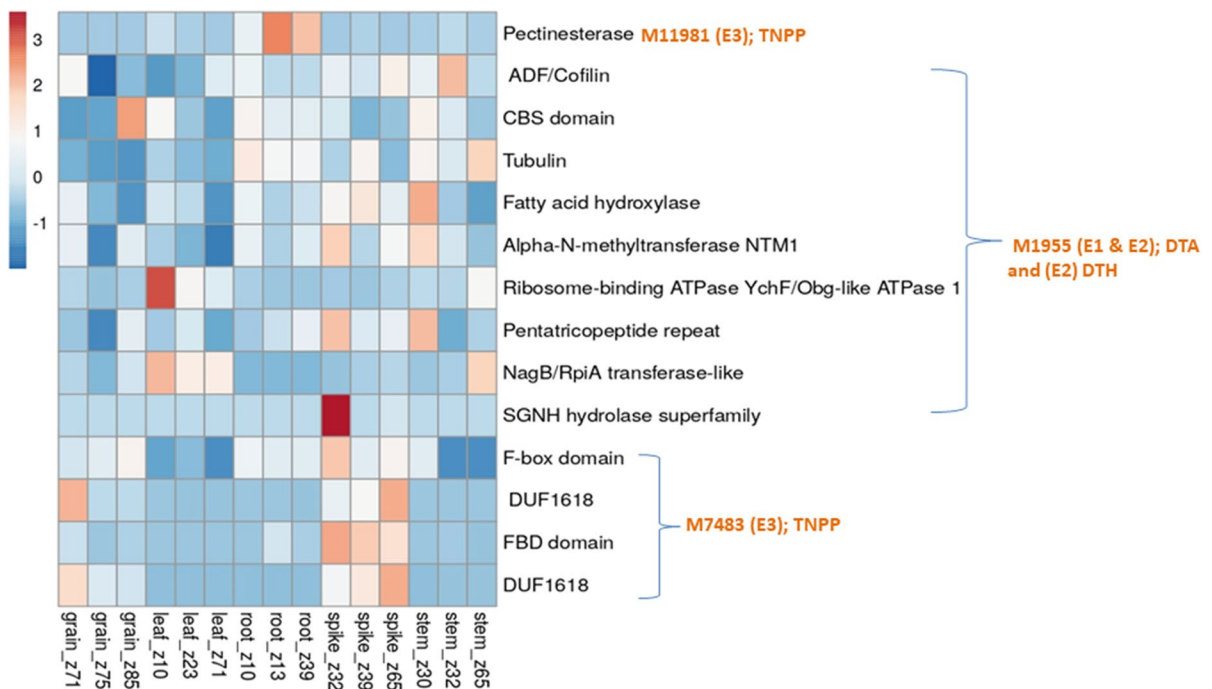 3
2
1
0
-1
Pectinesterase M11981 (E3); TNPP
ADF/Cofilin
CBS domain
Tubulin
Fatty acid hydroxylase
Alpha-N-methyltransferase NTM1
Ribosome-binding ATPase YchF/Obg-like ATPase 1
Pentatricopeptide repeat
NagB/RpiA transferase-like
SGNH hydrolase superfamily
F-box domain
DUF1618
FBD domain
DUF1618
M1955 (E1 & E2); DTA
and (E2) DTH
M7483 (E3); TNPP
grain_z71
grain_z75
grain_z85
leaf_z10
leaf_z23
leaf_z71
root_z10
root_z13
root_z39
spike_z32
spike_z39
spike_z65
stem_z30
stem_z32
stem_z65